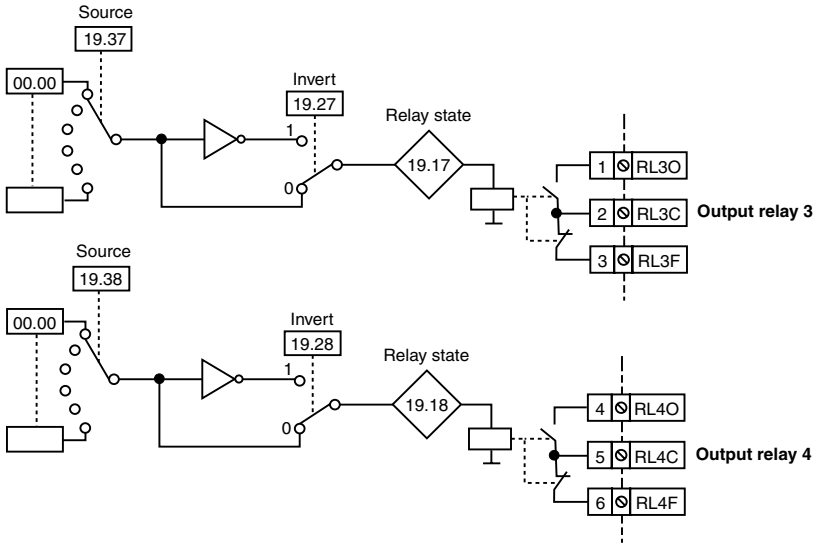 Source
19.37
00.00
Invert
19.27
1
0
Relay state
19.17
1 RL3O
2 RL3C Output relay 3
3 RL3F
Source
19.38
00.00
Invert
19.28
1
0
Relay state
19.18
4 RL4O
5 RL4C Output relay 4
6 RL4F